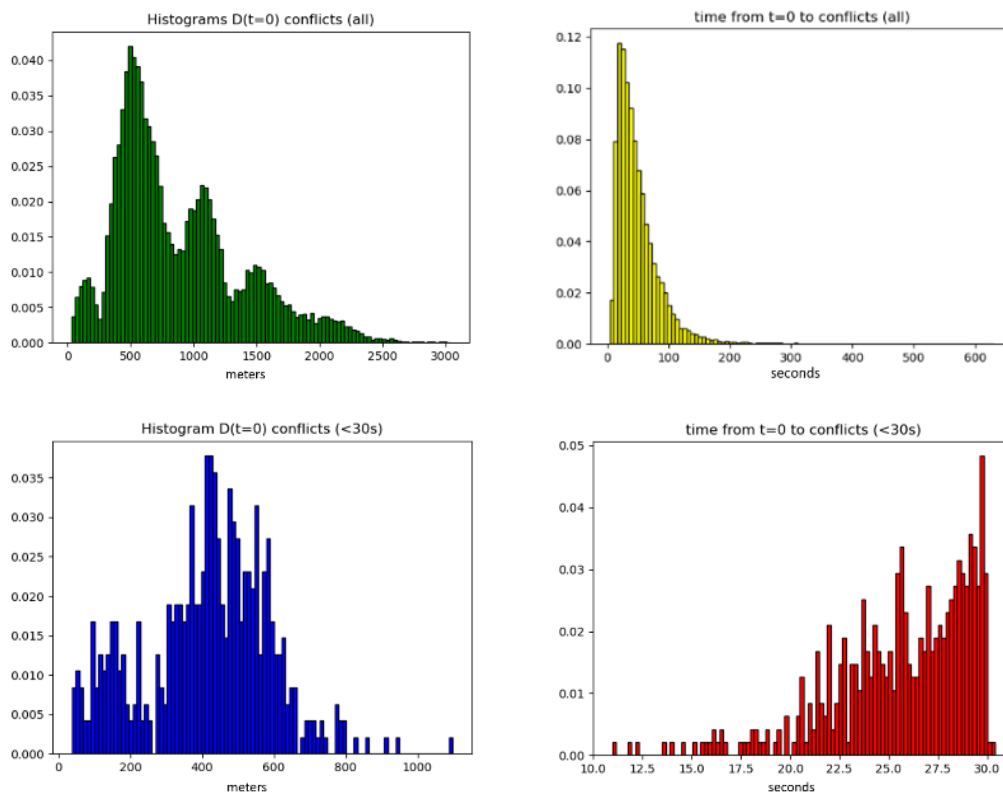 Histograms D(t=0) conflicts (all)
0.040
0.035
0.030
0.025
0.020
0.015
0.010
0.005
0.000
0 500 1000 1500 2000 2500 3000
meters
time from t=0 to conflicts (all)
0.12
0.10
0.08
0.06
0.04
0.02
0.00
0 100 200 300 400 500 600
seconds
Histogram D(t=0) conflicts (<30s)
0.035
0.030
0.025
0.020
0.015
0.010
0.005
0.000
0 200 400 600 800 1000
meters
time from t=0 to conflicts (<30s)
0.05
0.04
0.03
0.02
0.01
0.00
10.0 12.5 15.0 17.5 20.0 22.5 25.0 27.5 30.0
seconds